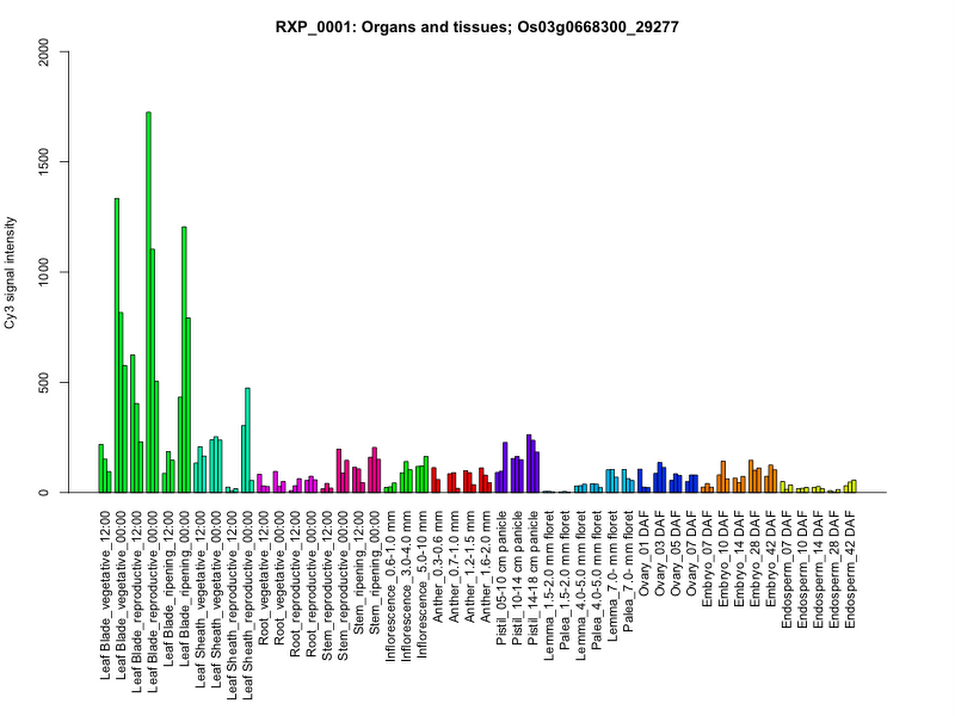 RXP_0001: Organs and tissues; Os03g0668300_29277
Cy3 signal intensity
2000
1500
1000
500
0
Leaf Blade_vegetative_12:00
Leaf Blade_vegetative_00:00
Leaf Blade_reproductive_12:00
Leaf Blade_reproductive_00:00
Leaf Blade_ripening_12:00
Leaf Blade_ripening_00:00
Leaf Sheath_vegetative_12:00
Leaf Sheath_vegetative_00:00
Leaf Sheath_reproductive_12:00
Leaf Sheath_reproductive_00:00
Root_vegetative_12:00
Root_vegetative_00:00
Root_reproductive_12:00
Root_reproductive_00:00
Stem_reproductive_12:00
Stem_reproductive_00:00
Stem_ripening_12:00
Stem_ripening_00:00
Inflorescence_0.6-1.0 mm
Inflorescence_3.0-4.0 mm
Inflorescence_5.0-10 mm
Anther_0.3-0.6 mm
Anther_0.7-1.0 mm
Anther_1.2-1.5 mm
Anther_1.6-2.0 mm
Pistil_05-10 cm panicle
Pistil_10-14 cm panicle
Pistil_14-18 cm panicle
Lemma_1.5-2.0 mm floret
Palea_1.5-2.0 mm floret
Lemma_4.0-5.0 mm floret
Palea_4.0-5.0 mm floret
Lemma_7.0- mm floret
Palea_7.0- mm floret
Ovary_01 DAF
Ovary_03 DAF
Ovary_05 DAF
Ovary_07 DAF
Embryo_07 DAF
Embryo_10 DAF
Embryo_14 DAF
Embryo_28 DAF
Embryo_42 DAF
Endosperm_07 DAF
Endosperm_10 DAF
Endosperm_14 DAF
Endosperm_28 DAF
Endosperm_42 DAF